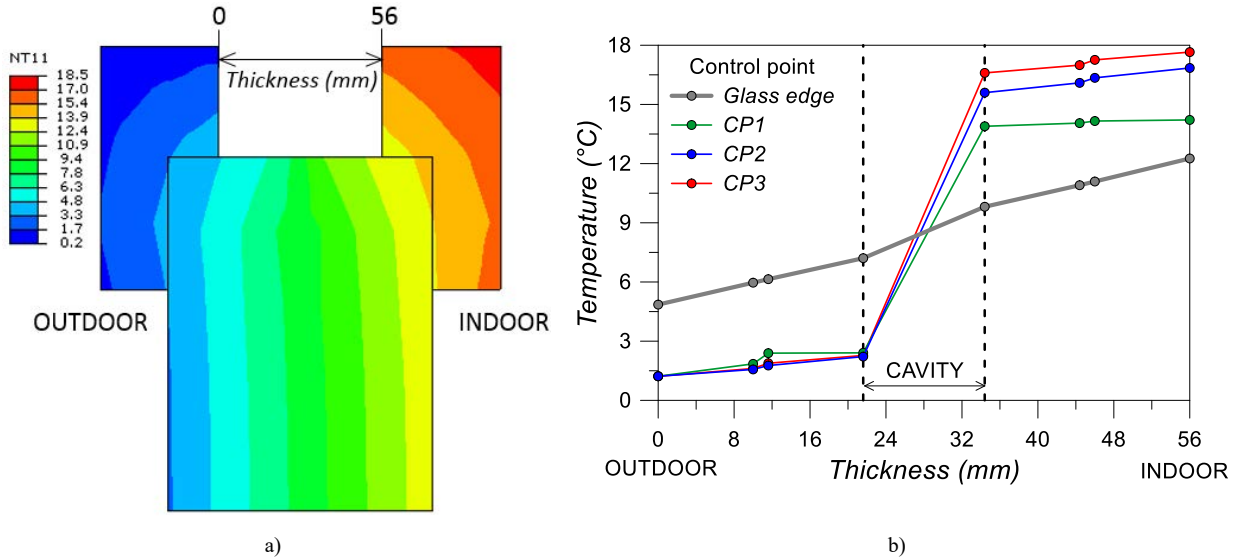 0
56
Thickness (mm)
NT11
18.5
17.0
15.4
13.9
12.4
10.9
9.4
7.8
6.3
4.8
3.3
1.7
0.2
OUTDOOR
INDOOR
a)
18
15
12
9
6
3
0
Temperature (°C)
Control point
Glass edge
CP1
CP2
CP3
CAVITY
0 8 16 24 32 40 48 56
OUTDOOR Thickness (mm) INDOOR
b)